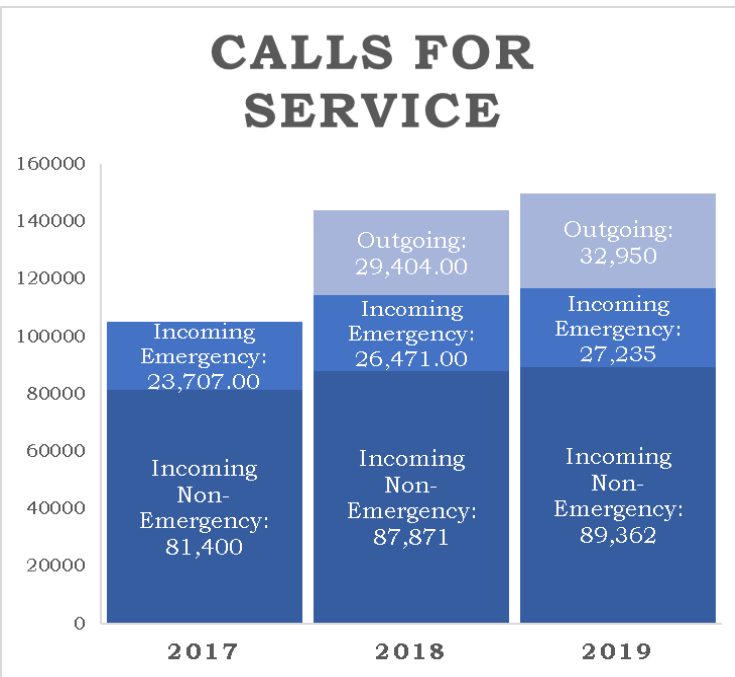 CALLS FOR
SERVICE
160000
140000
120000
100000
80000
60000
40000
20000
0
Incoming
Emergency:
23,707.00
Incoming
Non-
Emergency:
81,400
Outgoing:
29,404.00
Incoming
Emergency:
26,471.00
Incoming
Non-
Emergency:
87,871
Outgoing:
32,950
Incoming
Emergency:
27,235
Incoming
Non-
Emergency:
89,362
2017
2018
2019